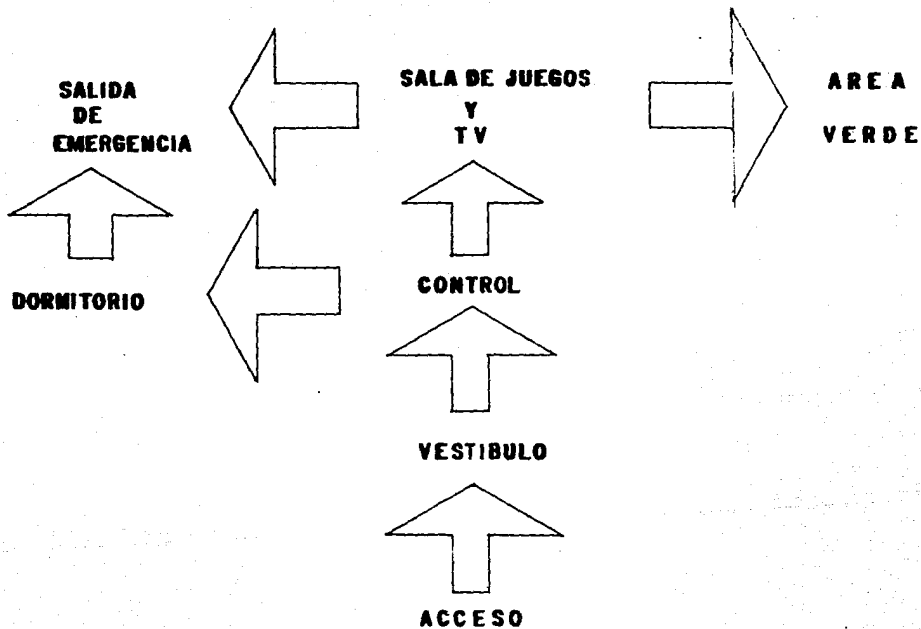 SALIDA
DE
EMERGENCIA
SALA DE JUEGOS
Y
TV
AREA
VERDE
DORMITORIO
CONTROL
VESTIBULO
ACCESO